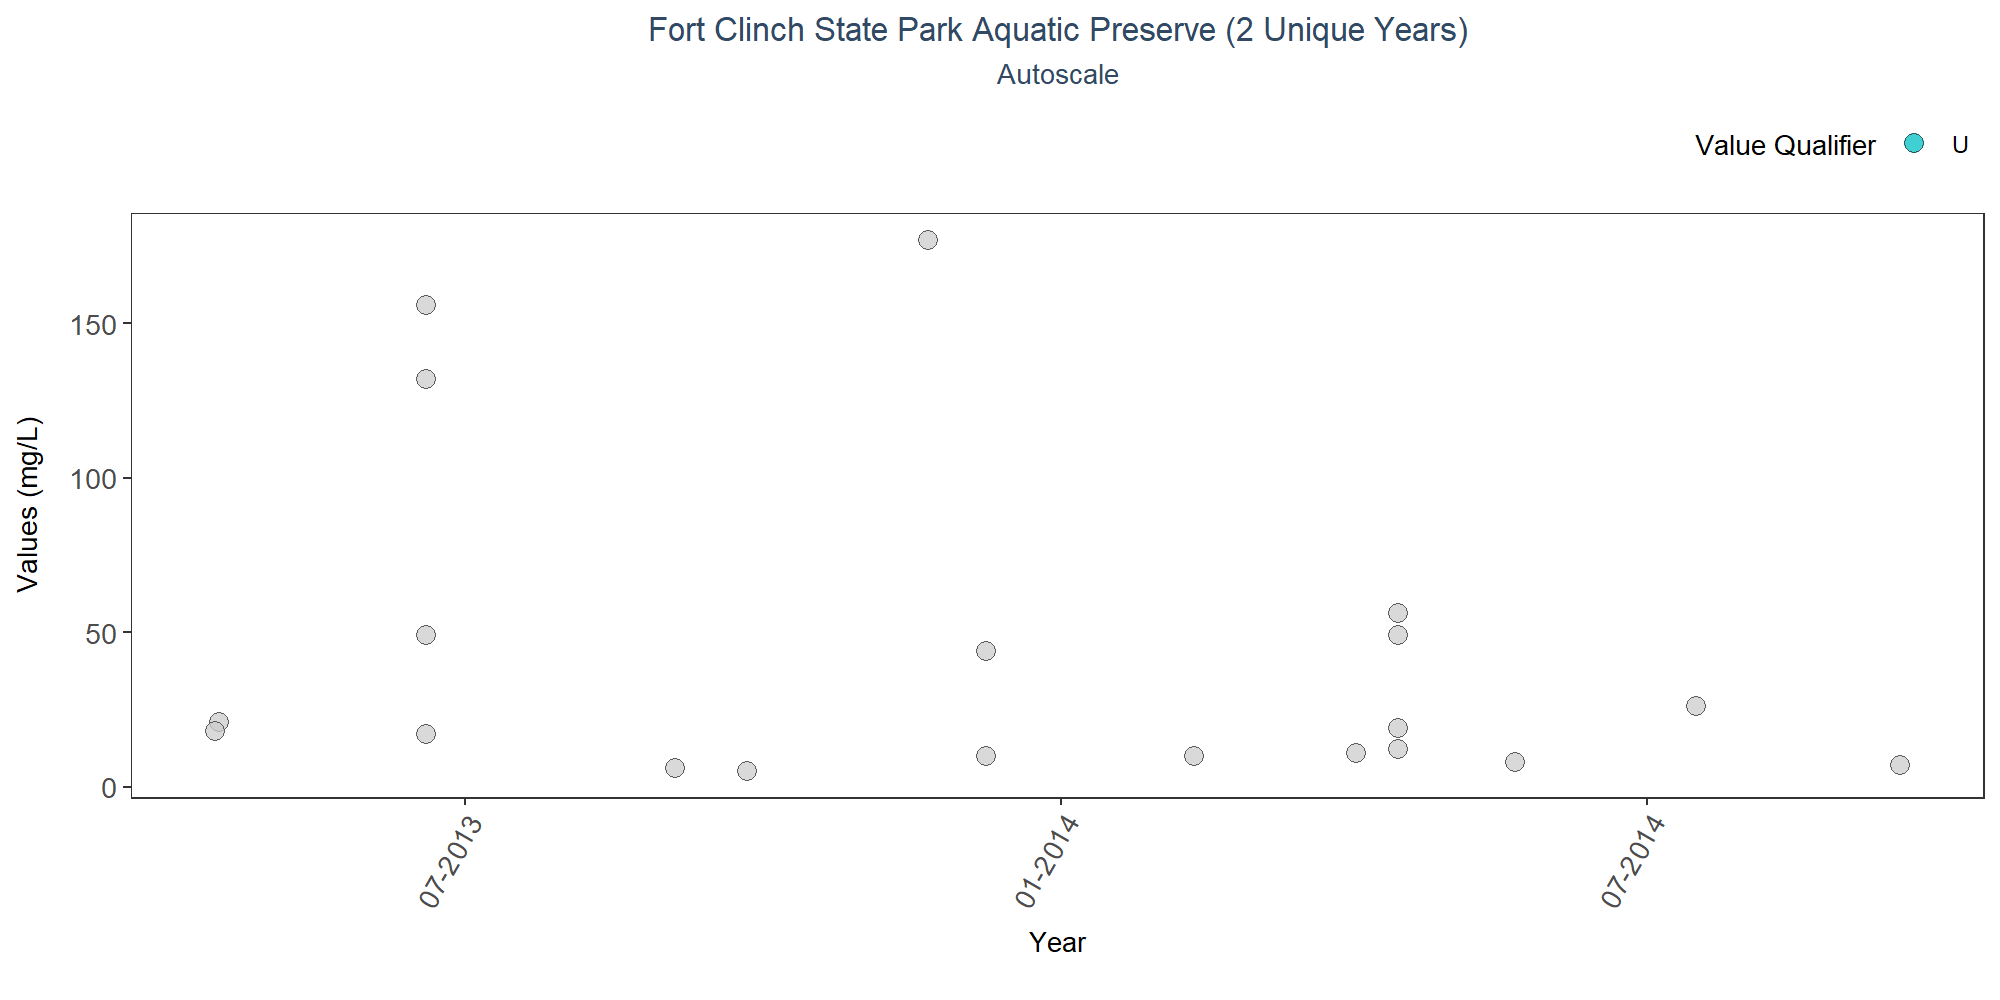 Fort Clinch State Park Aquatic Preserve (2 Unique Years)
Autoscale
Value Qualifier U
Values (mg/L)
150
100
50
0
07-2013
01-2014
07-2014
Year